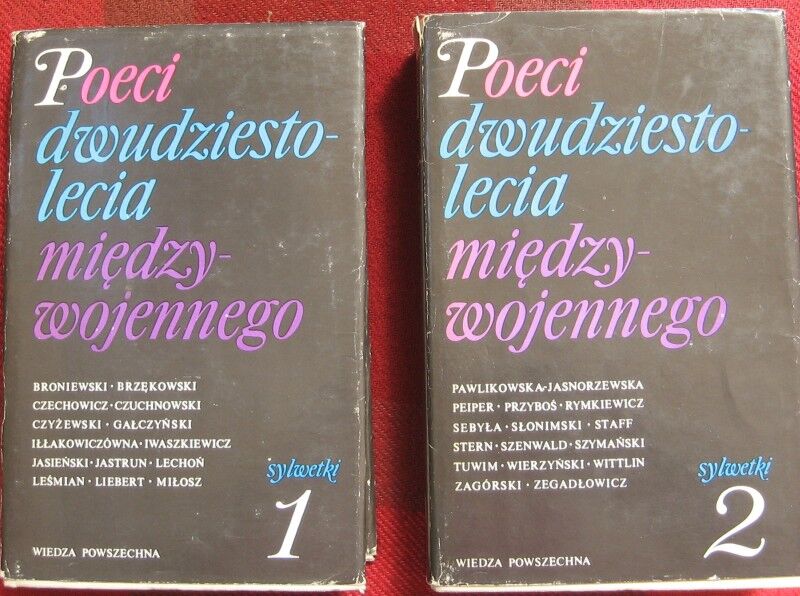 Poeci
dwudziesto-
lecia
między-
wojennego
BRONIEWSKI · BRZĘKOWSKI
CZECHOWICZ · CZUCHNOWSKI
CZYŻEWSKI · GAŁCZYŃSKI
IŁŁAKOWICZÓWNA · IWASZKIEWICZ
JASIEŃSKI · JASTRUN · LECHOŃ
LEŚMIAN · LIEBERT · MIŁOSZ
sylwetki
1
WIEDZA POWSZECHNA
Poeci
dwudziesto-
lecia
między-
wojennego
PAWLIKOWSKA-JASNORZEWSKA
PEIPER · PRZYBOŚ · RYMKIEWICZ
SEBYŁA · SŁONIMSKI · STAFF
STERN · SZENWALD · SZYMAŃSKI
TUWIM · WIERZYŃSKI · WITTLIN
ZAGÓRSKI · ZEGADŁOWICZ
sylwetki
2
WIEDZA POWSZECHNA